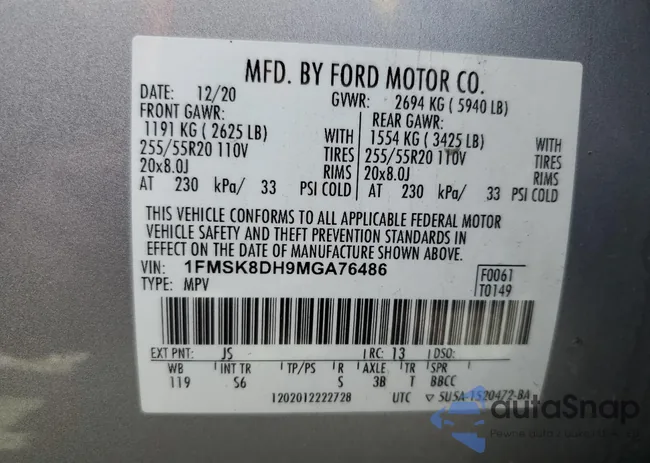 MFD. BY FORD MOTOR CO.
DATE: 12/20 GVWR: 2694 KG ( 5940 LB)
FRONT GAWR: REAR GAWR:
1191 KG ( 2625 LB) WITH 1554 KG ( 3425 LB) WITH
255/55R20 110V TIRES 255/55R20 110V TIRES
20x8.0J RIMS 20x8.0J RIMS
AT 230 kPa/ 33 PSI COLD AT 230 kPa/ 33 PSI COLD
THIS VEHICLE CONFORMS TO ALL APPLICABLE FEDERAL MOTOR
VEHICLE SAFETY AND THEFT PREVENTION STANDARDS IN
EFFECT ON THE DATE OF MANUFACTURE SHOWN ABOVE.
VIN: 1FMSK8DH9MGA76486 F0061
TYPE: MPV T0149
EXT PNT: JS RC: 13 DSO:
WB INT TR TP/PS R AXLE TR SPR
119 S6 S 3B T BBCC
1202012222728 UTC ▽ SU5A-1520472-BA
autoSnap
Pewne auto z